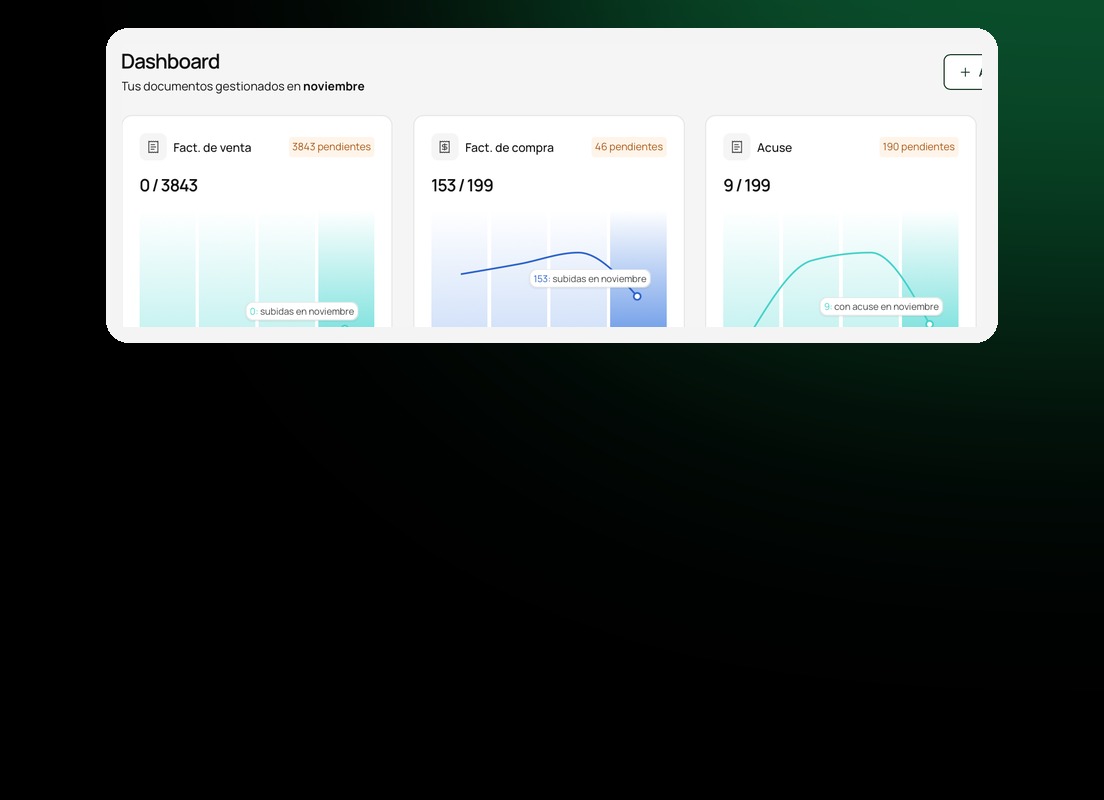 Dashboard
Tus documentos gestionados en noviembre
+
Fact. de venta
3843 pendientes
0 / 3843
0: subidas en noviembre
Fact. de compra
46 pendientes
153 / 199
153: subidas en noviembre
Acuse
190 pendientes
9 / 199
9: con acuse en noviembre